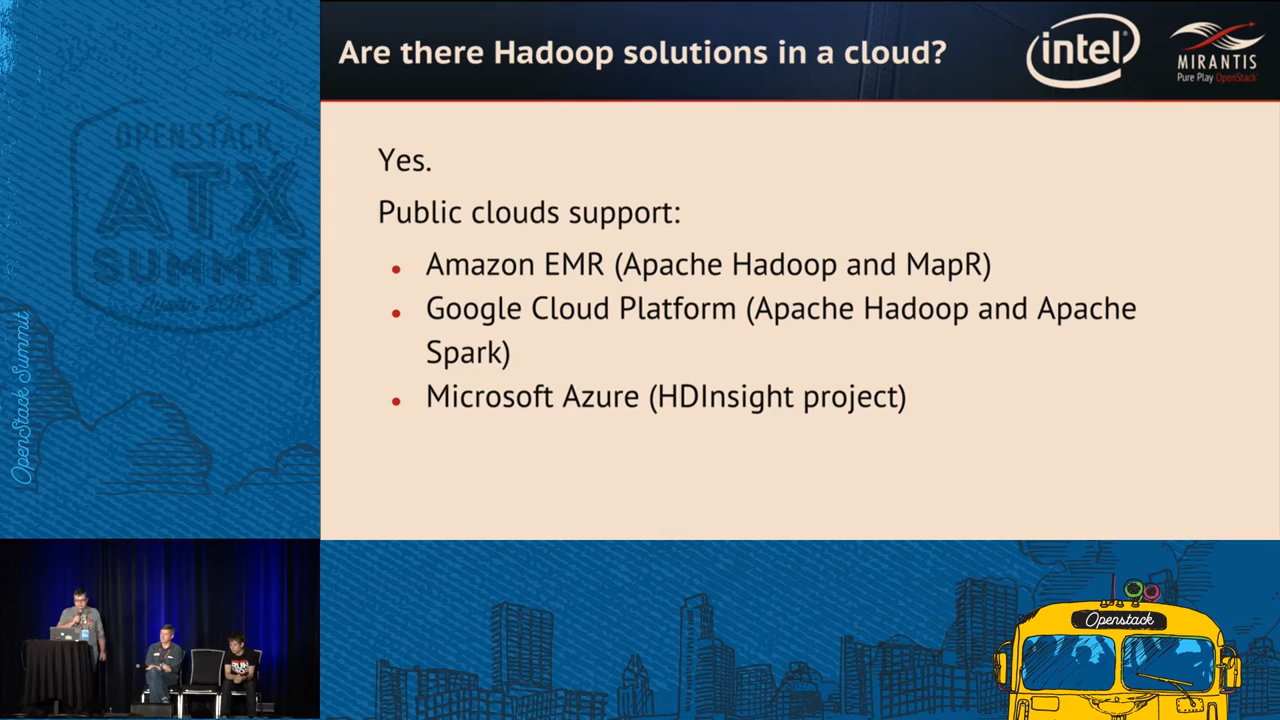 Are there Hadoop solutions in a cloud?
intel
MIRANTIS
Pure Play OpenStack
Yes.
Public clouds support:
• Amazon EMR (Apache Hadoop and MapR)
• Google Cloud Platform (Apache Hadoop and Apache
Spark)
• Microsoft Azure (HDInsight project)
OPENSTACK
ATX
SUMMIT
OpenStack Summit
Openstack